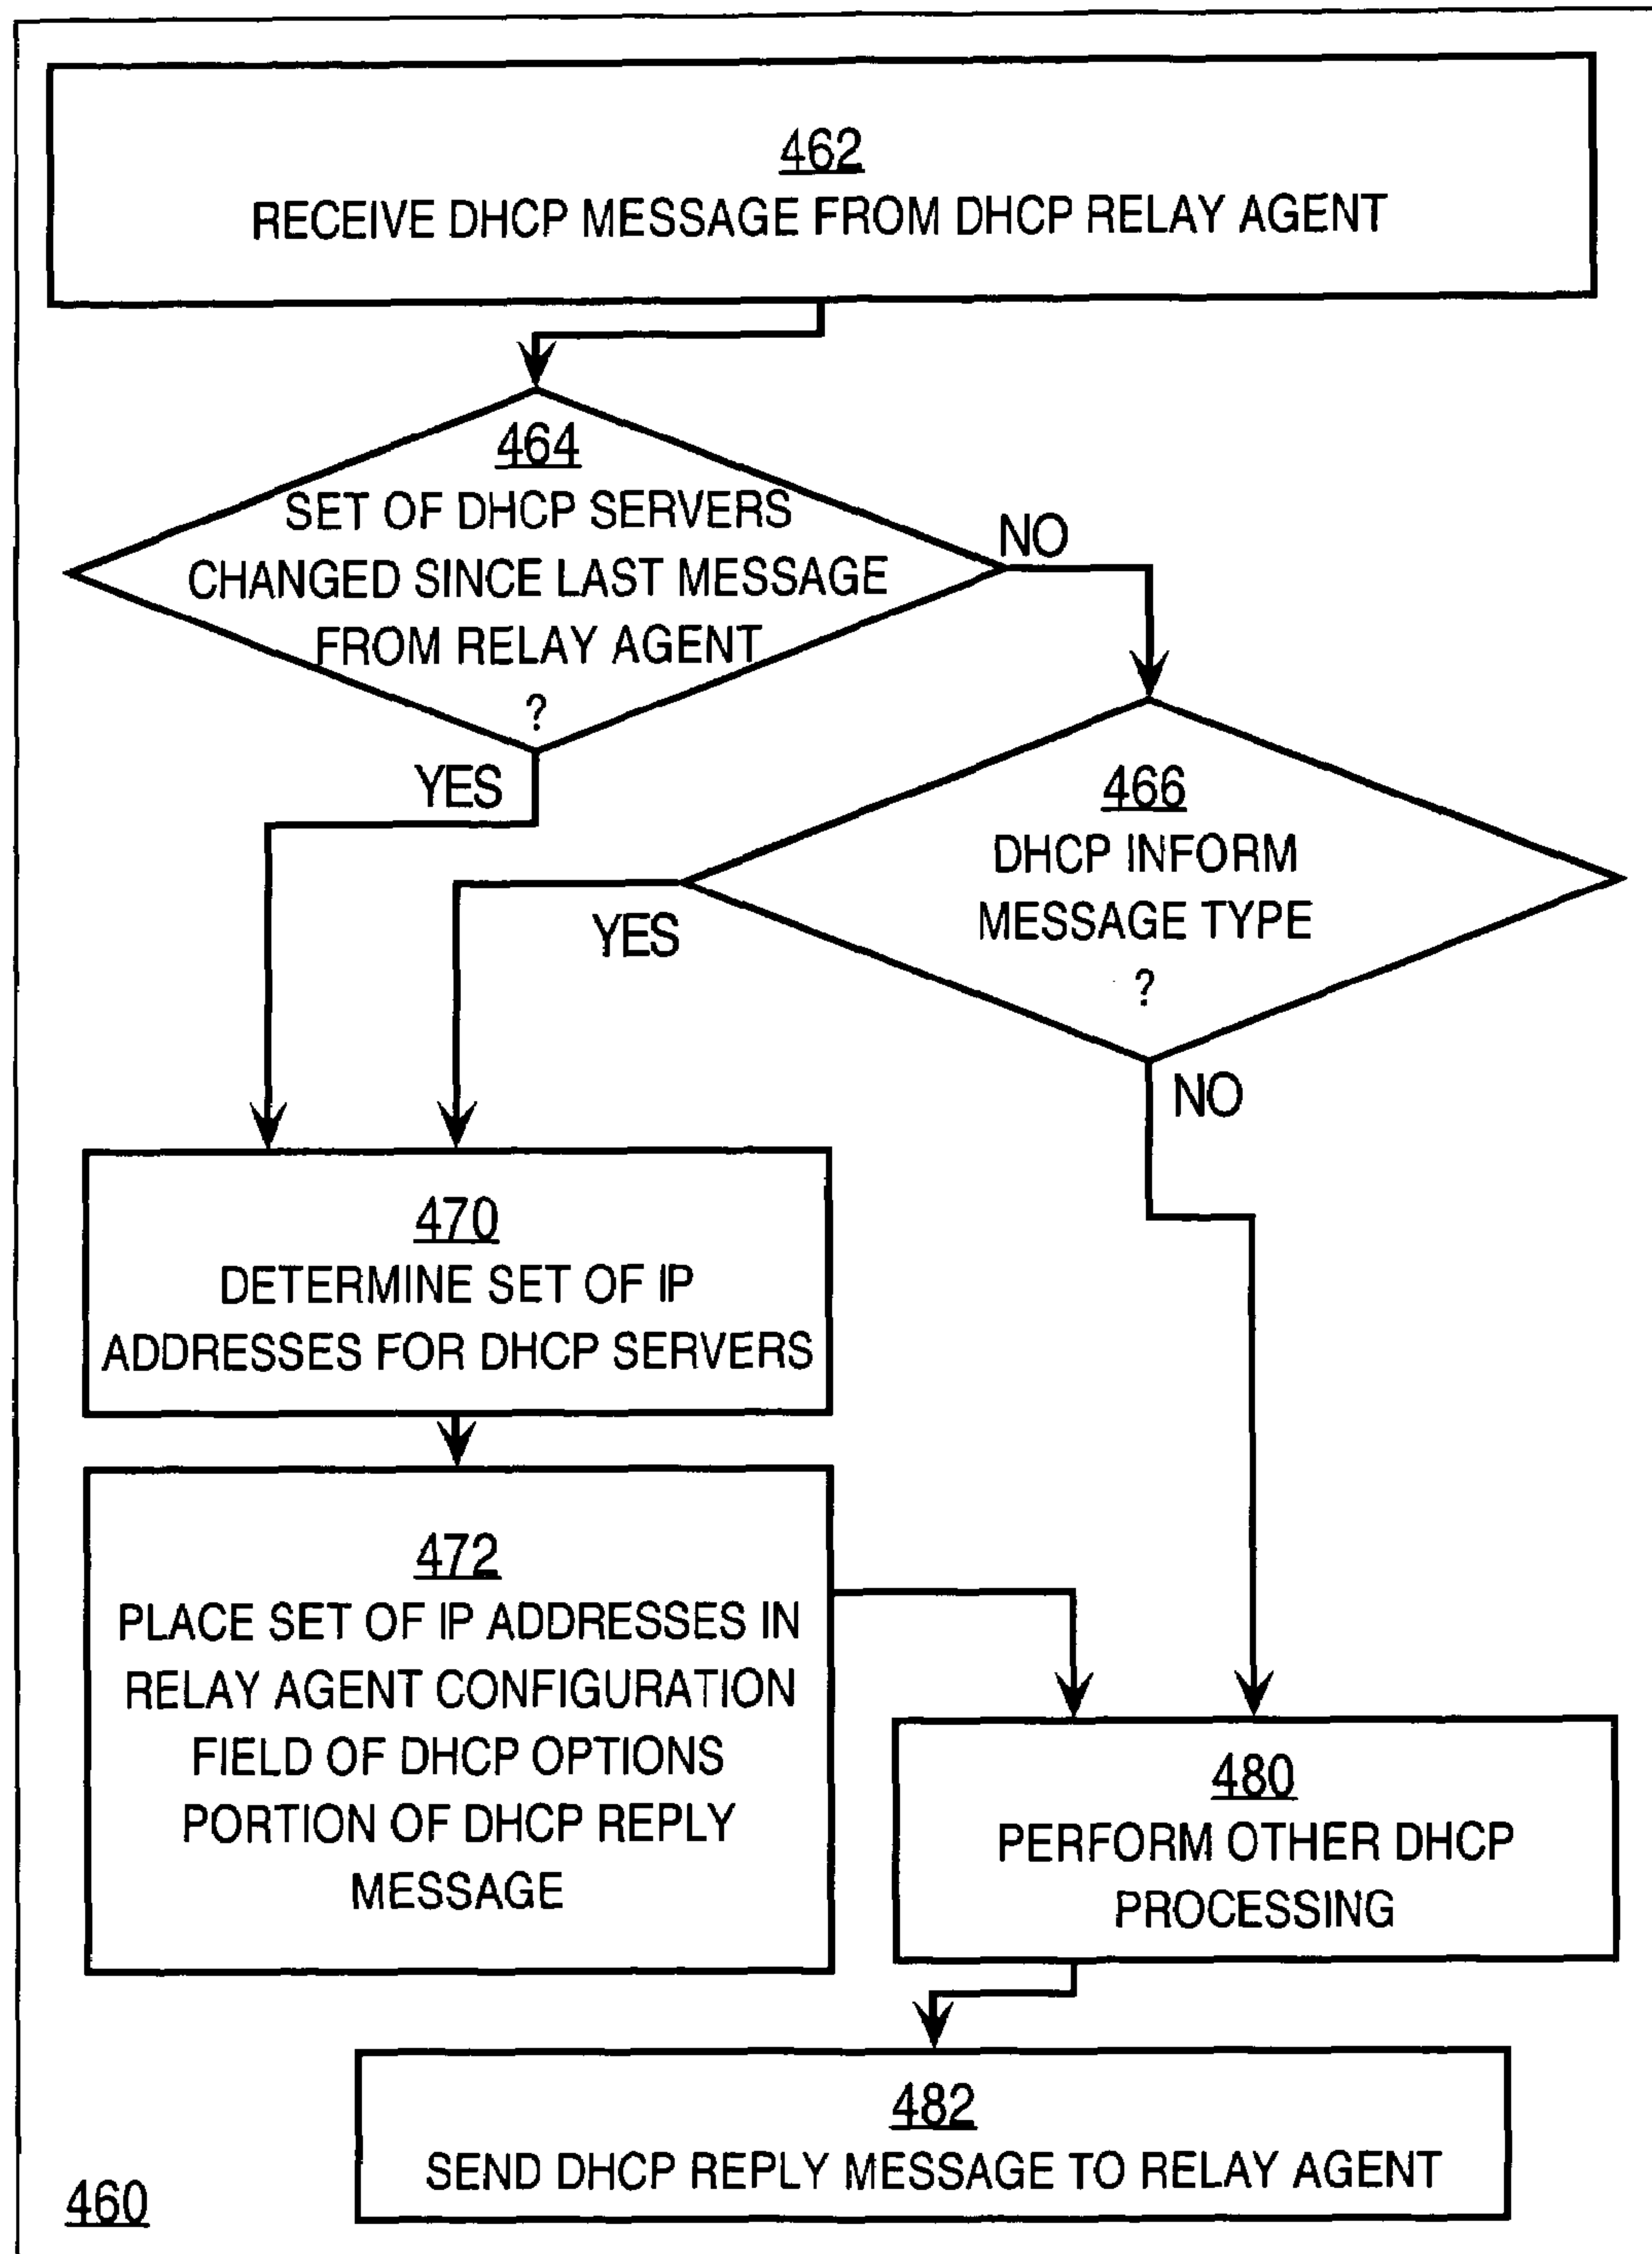 462
RECEIVE DHCP MESSAGE FROM DHCP RELAY AGENT
464
SET OF DHCP SERVERS
CHANGED SINCE LAST MESSAGE
FROM RELAY AGENT
?
NO
YES
466
DHCP INFORM
MESSAGE TYPE
?
YES
NO
470
DETERMINE SET OF IP
ADDRESSES FOR DHCP SERVERS
472
PLACE SET OF IP ADDRESSES IN
RELAY AGENT CONFIGURATION
FIELD OF DHCP OPTIONS
PORTION OF DHCP REPLY
MESSAGE
480
PERFORM OTHER DHCP
PROCESSING
482
SEND DHCP REPLY MESSAGE TO RELAY AGENT
460